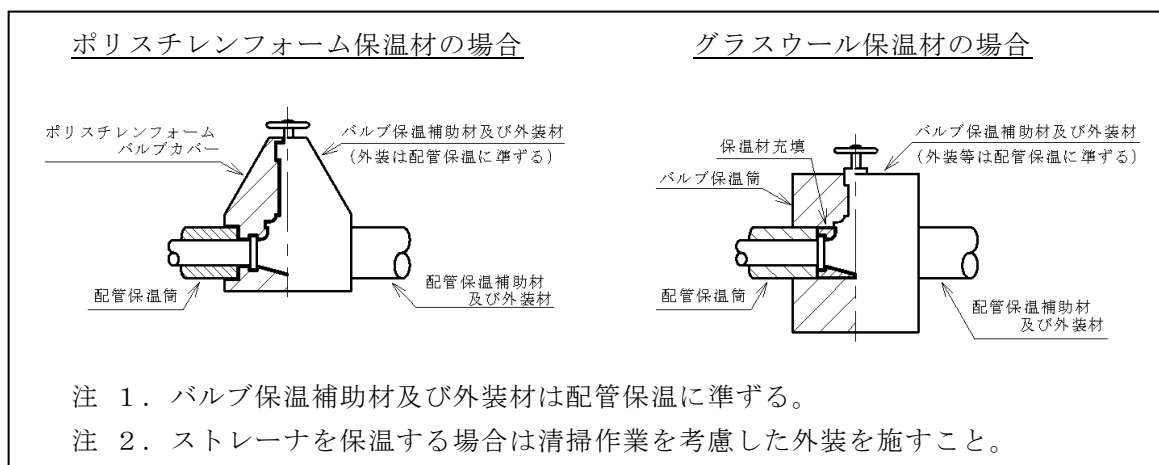 ポリスチレンフォーム保温材の場合
ポリスチレンフォーム
バルブカバー
バルブ保温補助材及び外装材
(外装は配管保温に準ずる)
配管保温筒
配管保温補助材
及び外装材
グラスウール保温材の場合
保温材充填
バルブ保温補助材及び外装材
(外装等は配管保温に準ずる)
バルブ保温筒
配管保温筒
配管保温補助材
及び外装材
注 1.バルブ保温補助材及び外装材は配管保温に準ずる。
注 2.ストレーナを保温する場合は清掃作業を考慮した外装を施すこと。